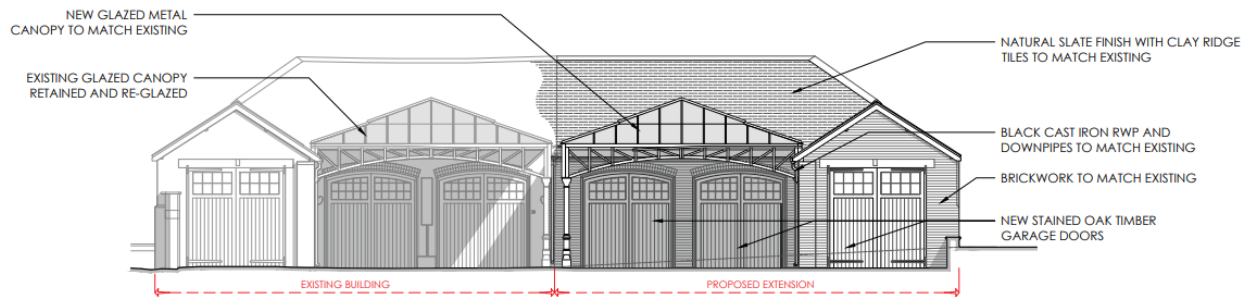 NEW GLAZED METAL
CANOPY TO MATCH EXISTING
EXISTING GLAZED CANOPY
RETAINED AND RE-GLAZED
NATURAL SLATE FINISH WITH CLAY RIDGE
TILES TO MATCH EXISTING
BLACK CAST IRON RWP AND
DOWNPIPES TO MATCH EXISTING
BRICKWORK TO MATCH EXISTING
NEW STAINED OAK TIMBER
GARAGE DOORS
EXISTING BUILDING
PROPOSED EXTENSION